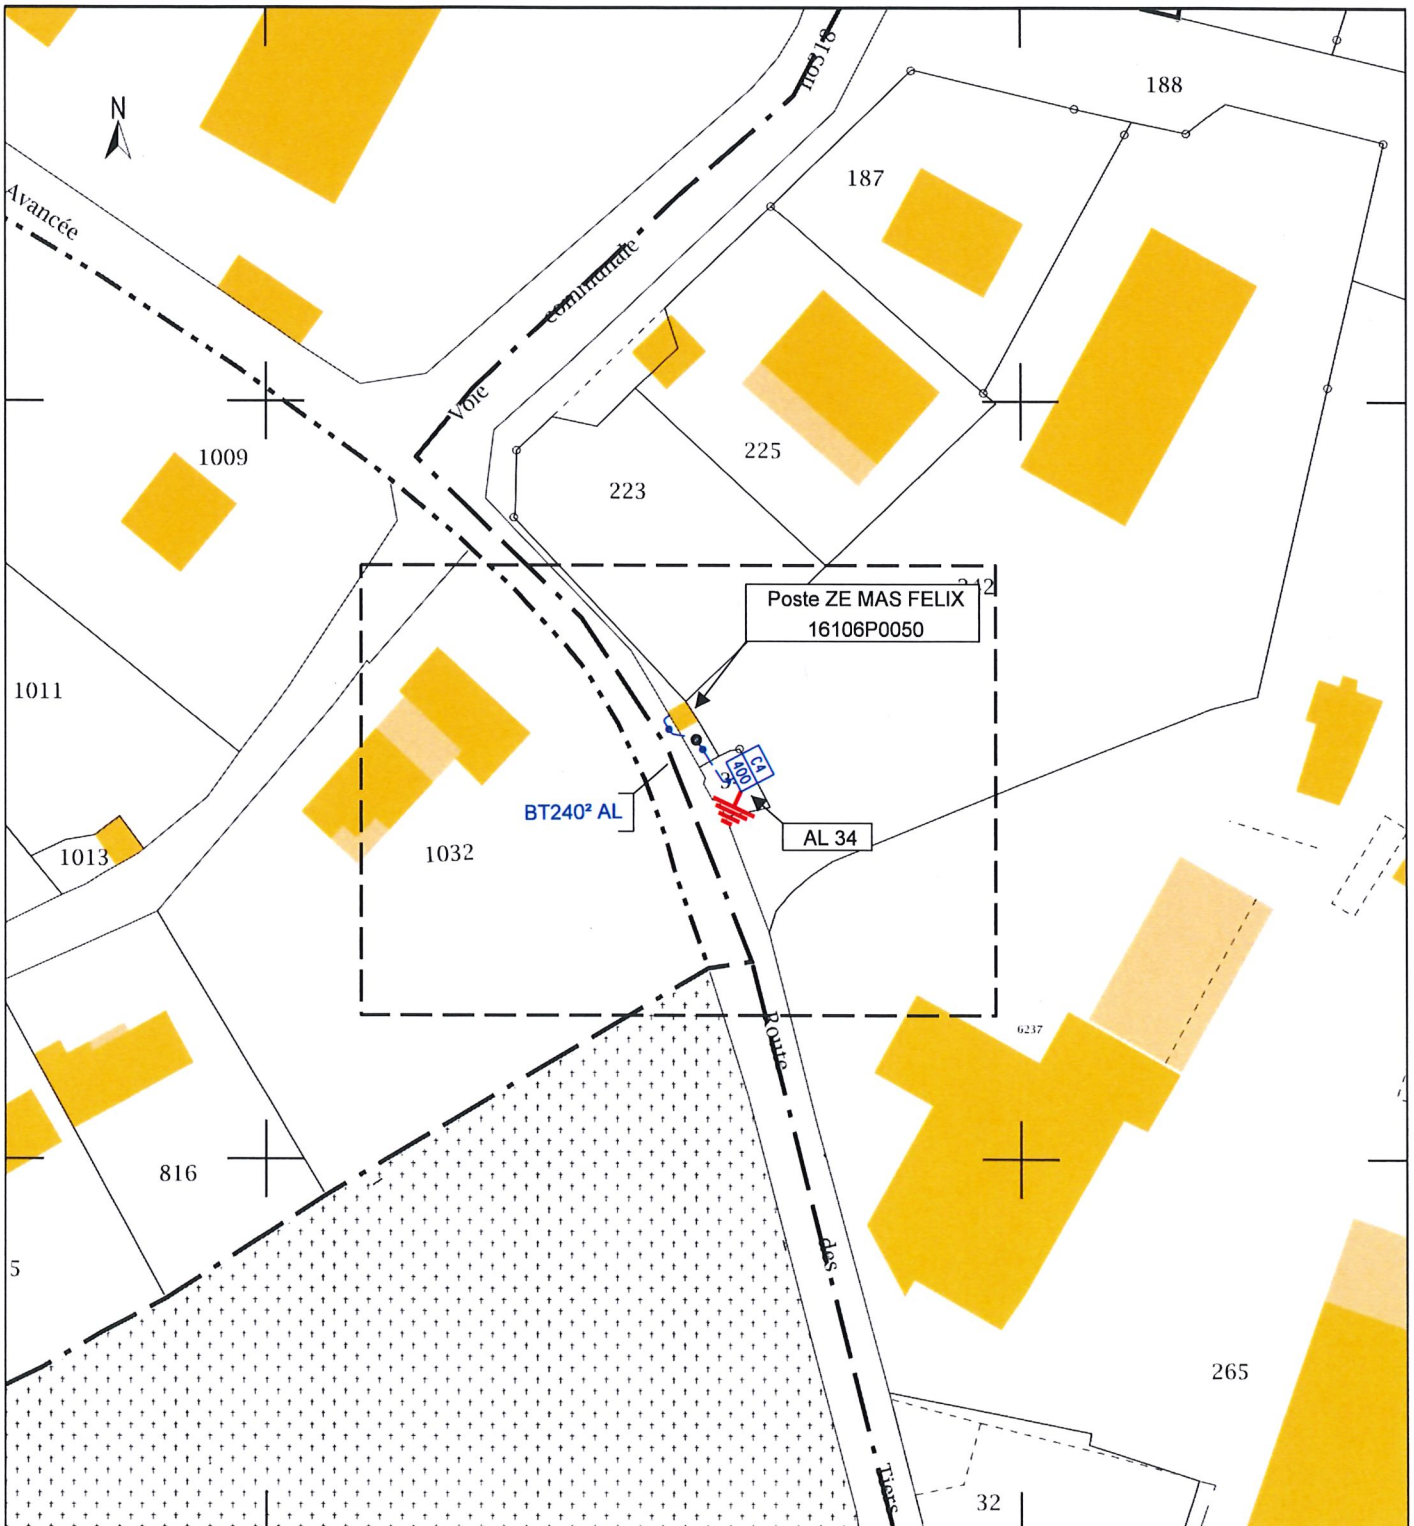 no318
188
N
187
Avancée
communale
Voie
1009
225
223
Poste ZE MAS FELIX
16106P0050
1011
C4
400
BT240² AL
AL 34
1013
1032
Route
6237
816
des
5
265
Tiers
32